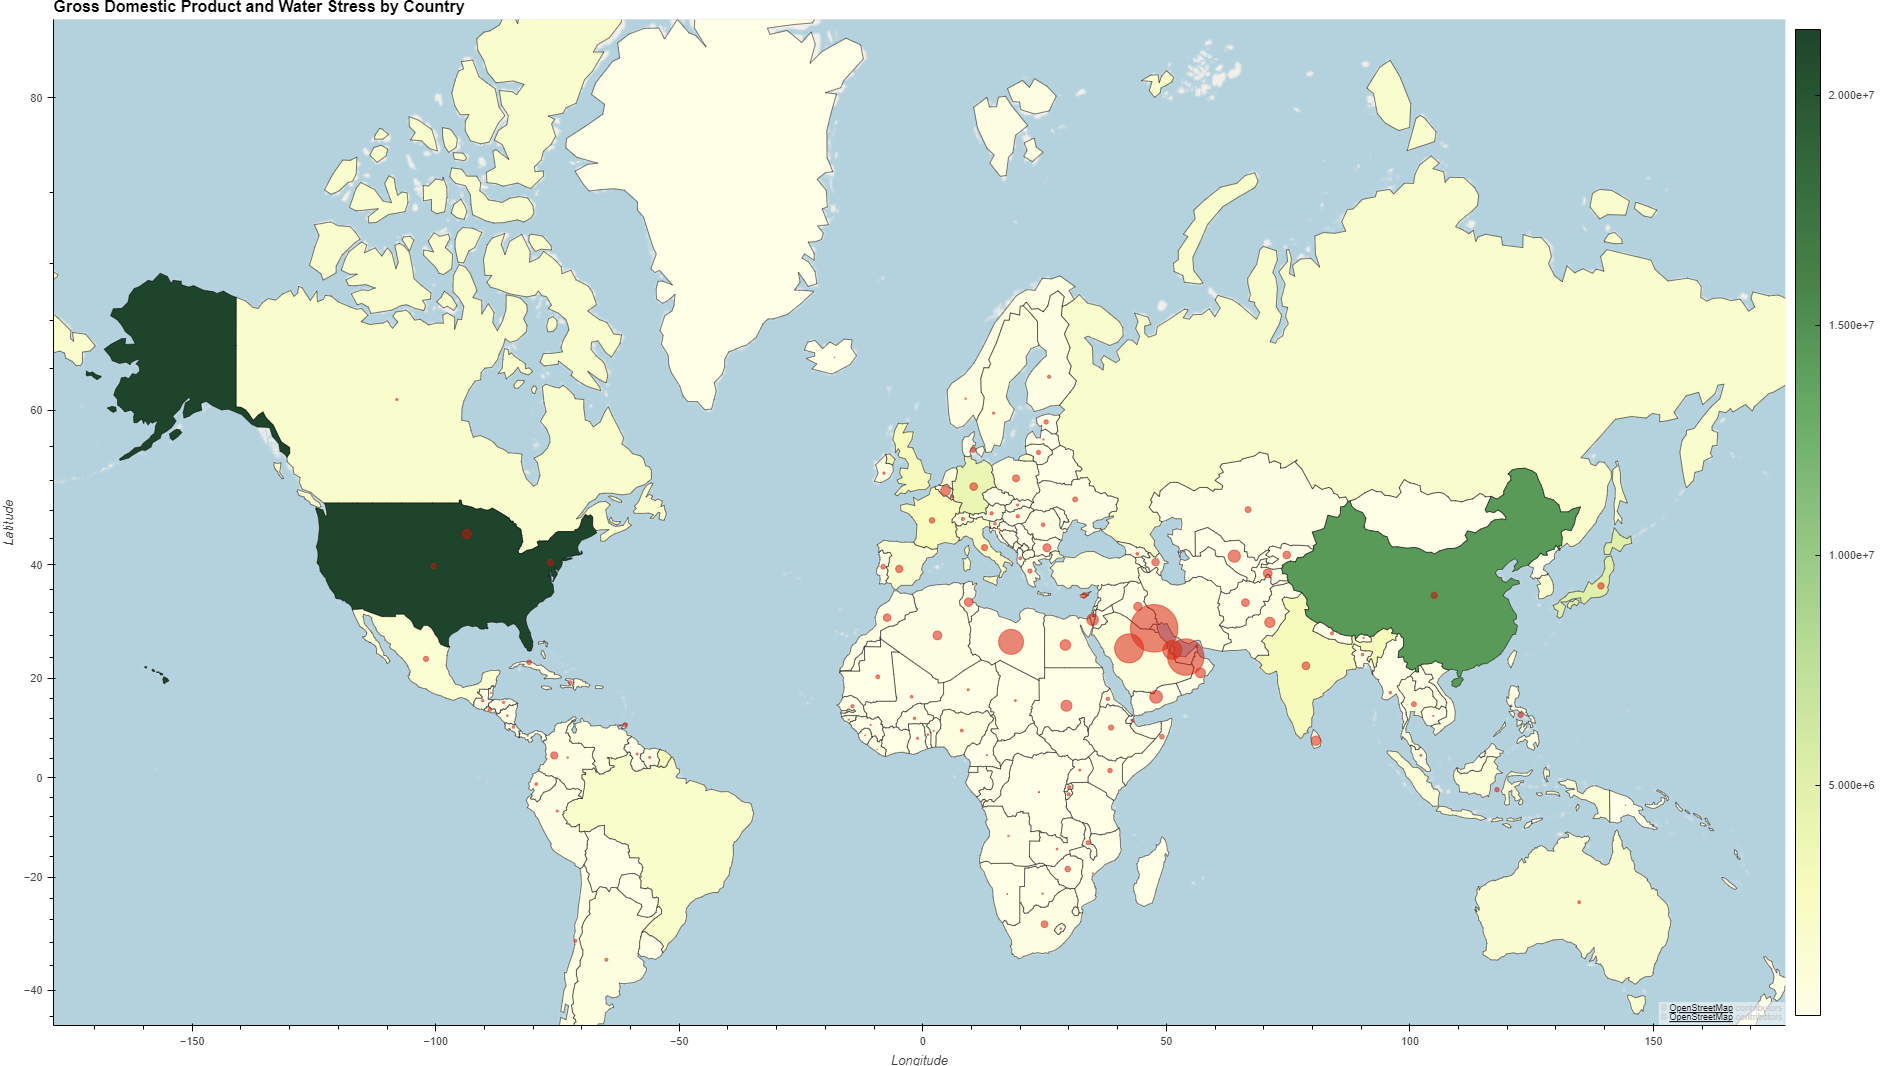 Gross Domestic Product and Water Stress by Country
80
60
40
20
0
−20
−40
Latitude
−150
−100
−50
0
50
100
150
Longitude
2.000e+7
1.500e+7
1.000e+7
5.000e+6
© OpenStreetMap contributors
© OpenStreetMap contributors